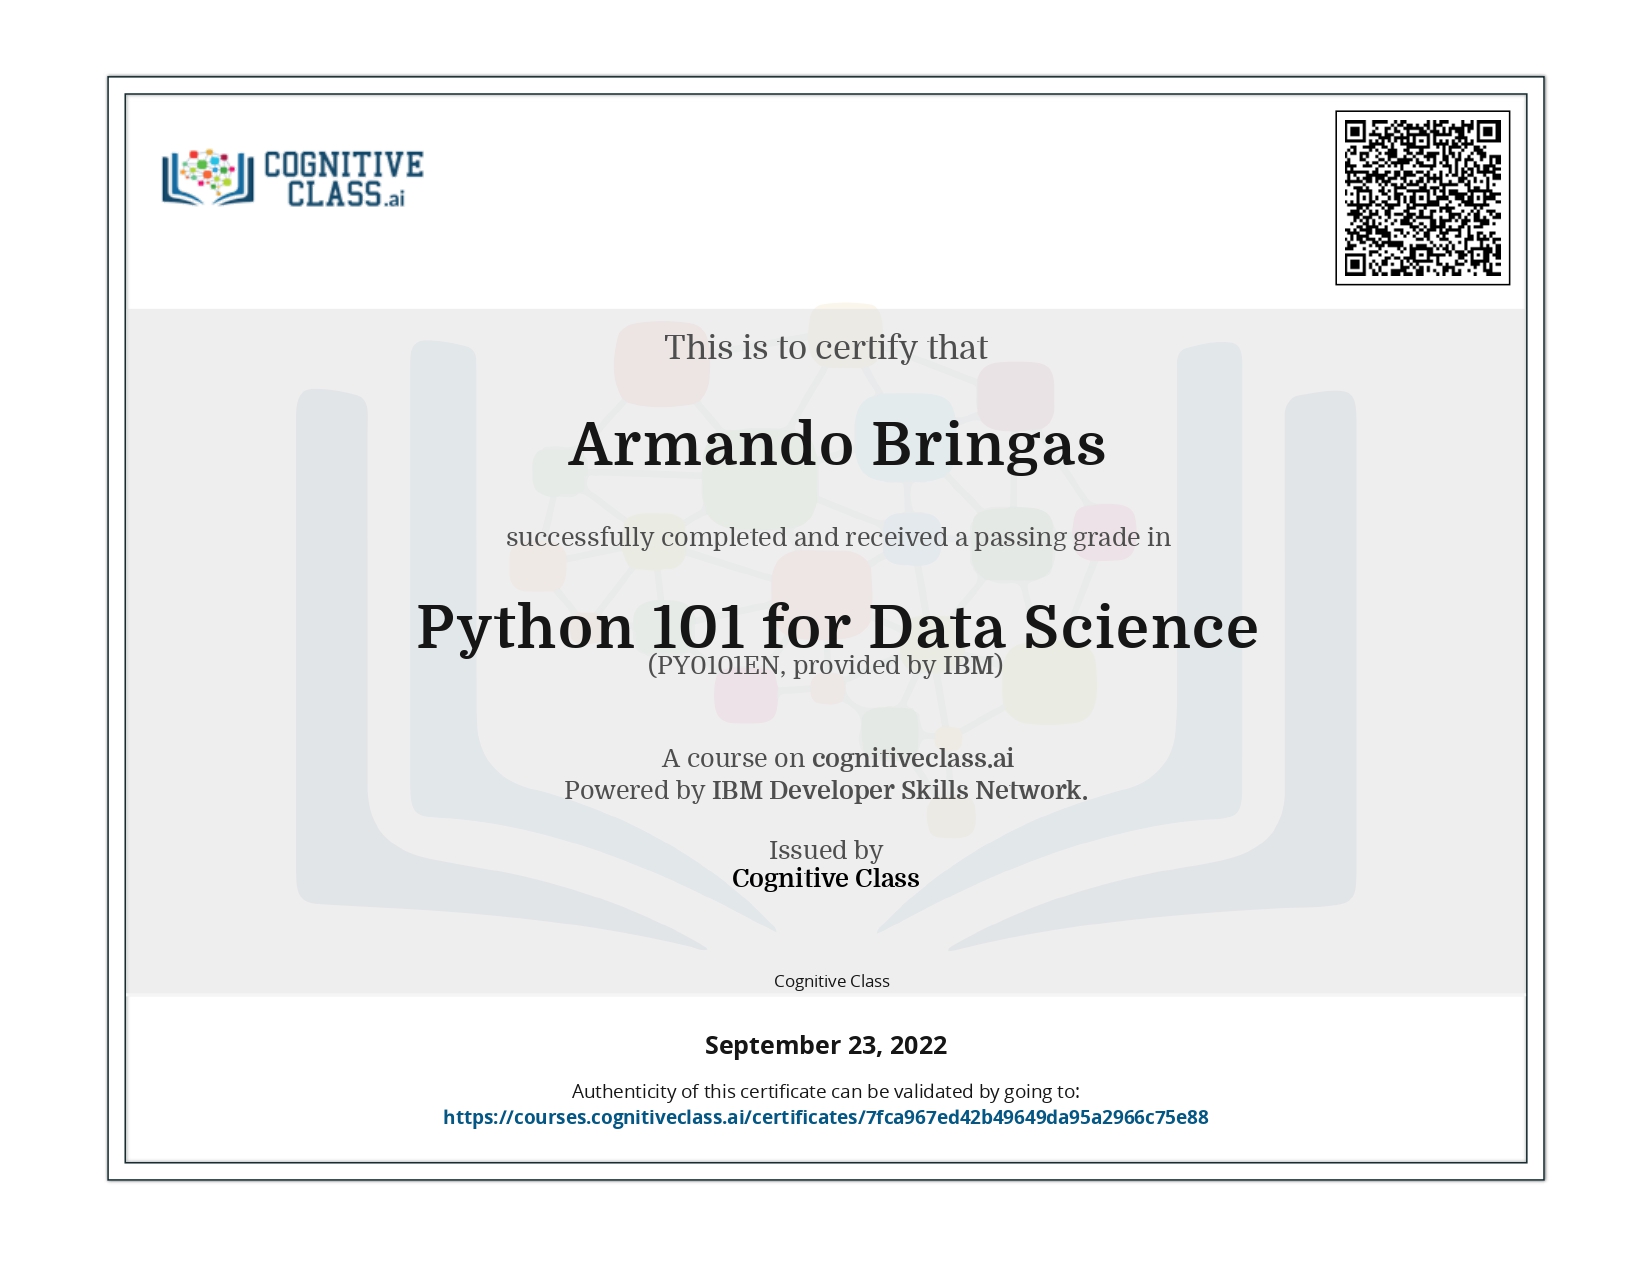 COGNITIVE
CLASS.ai
This is to certify that
Armando Bringas
successfully completed and received a passing grade in
Python 101 for Data Science
(PY0101EN, provided by IBM)
A course on cognitiveclass.ai
Powered by IBM Developer Skills Network.
Issued by
Cognitive Class
Cognitive Class
September 23, 2022
Authenticity of this certificate can be validated by going to:
https://courses.cognitiveclass.ai/certificates/7fca967ed42b49649da95a2966c75e88